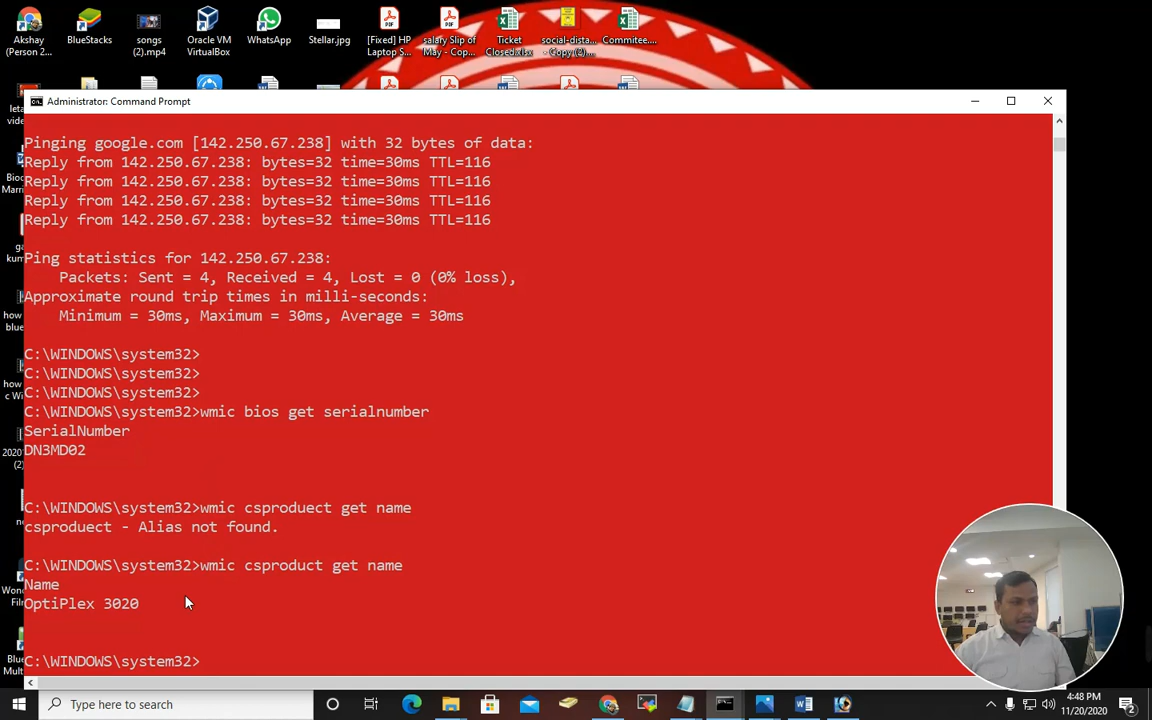 Akshay
(Person 2...
BlueStacks
songs
(2).mp4
Oracle VM
VirtualBox
WhatsApp
Stellar.jpg
[Fixed] HP
Laptop S...
salary Slip of
May - Cop...
Ticket
Closed.xlsx
social-dista..
- Copy (2)...
Commitee....
Administrator: Command Prompt
Pinging google.com [142.250.67.238] with 32 bytes of data:
Reply from 142.250.67.238: bytes=32 time=30ms TTL=116
Reply from 142.250.67.238: bytes=32 time=30ms TTL=116
Reply from 142.250.67.238: bytes=32 time=30ms TTL=116
Reply from 142.250.67.238: bytes=32 time=30ms TTL=116
Ping statistics for 142.250.67.238:
Packets: Sent = 4, Received = 4, Lost = 0 (0% loss),
Approximate round trip times in milli-seconds:
Minimum = 30ms, Maximum = 30ms, Average = 30ms
C:\WINDOWS\system32>
C:\WINDOWS\system32>
C:\WINDOWS\system32>
C:\WINDOWS\system32>wmic bios get serialnumber
SerialNumber
DN3MD02
C:\WINDOWS\system32>wmic csproduect get name
csproduect - Alias not found.
C:\WINDOWS\system32>wmic csproduct get name
Name
OptiPlex 3020
C:\WINDOWS\system32>
Type here to search
4:48 PM
11/20/2020
2